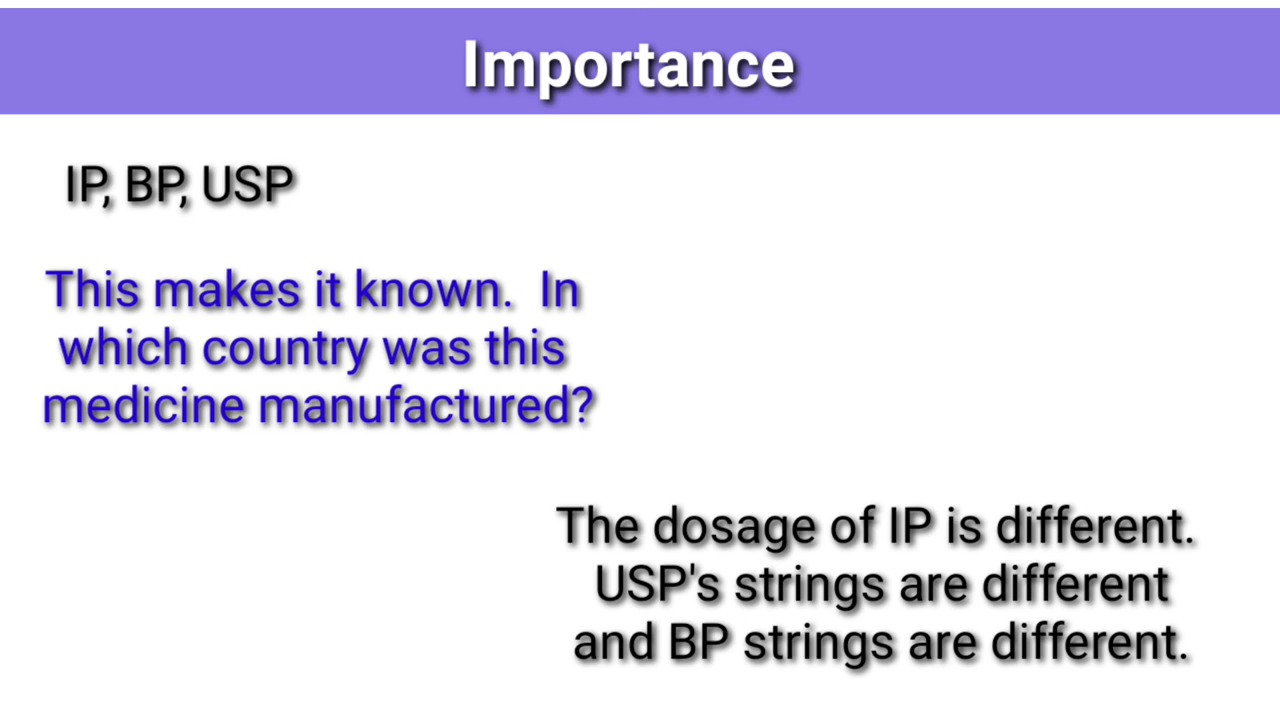 Importance
IP, BP, USP
This makes it known.  In
which country was this
medicine manufactured?
The dosage of IP is different.
USP's strings are different
and BP strings are different.